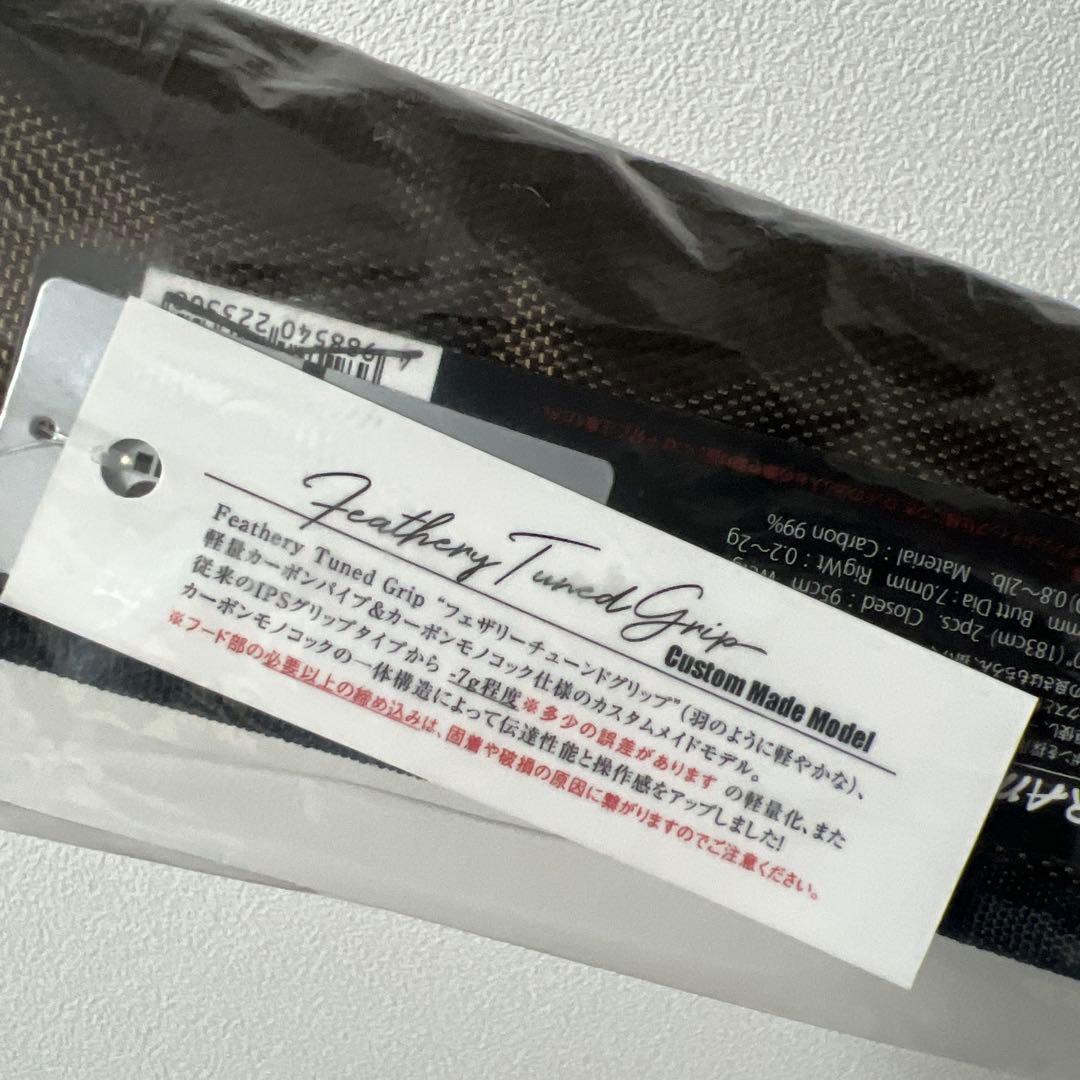 Feathery Tuned Grip
Custom Made Model
Feathery Tuned Grip “フェザリーチューンドグリップ”(羽のように軽やかな)、
軽量カーボンパイプ&カーボンモノコック仕様のカスタムメイドモデル。
従来のIPSグリップタイプから -7g程度※多少の誤差があります の軽量化、また
カーボンモノコックの一体構造によって伝達性能と操作感をアップしました!
※フード部の必要以上の締め込みは、固着や破損の原因に繋がりますのでご注意ください。
988540 2233
(183cm) 2pcs. Closed : 95cm
Butt Dia : 7.0mm RigWt : 0.2〜2g
0.8〜2lb. Material : Carbon 99%